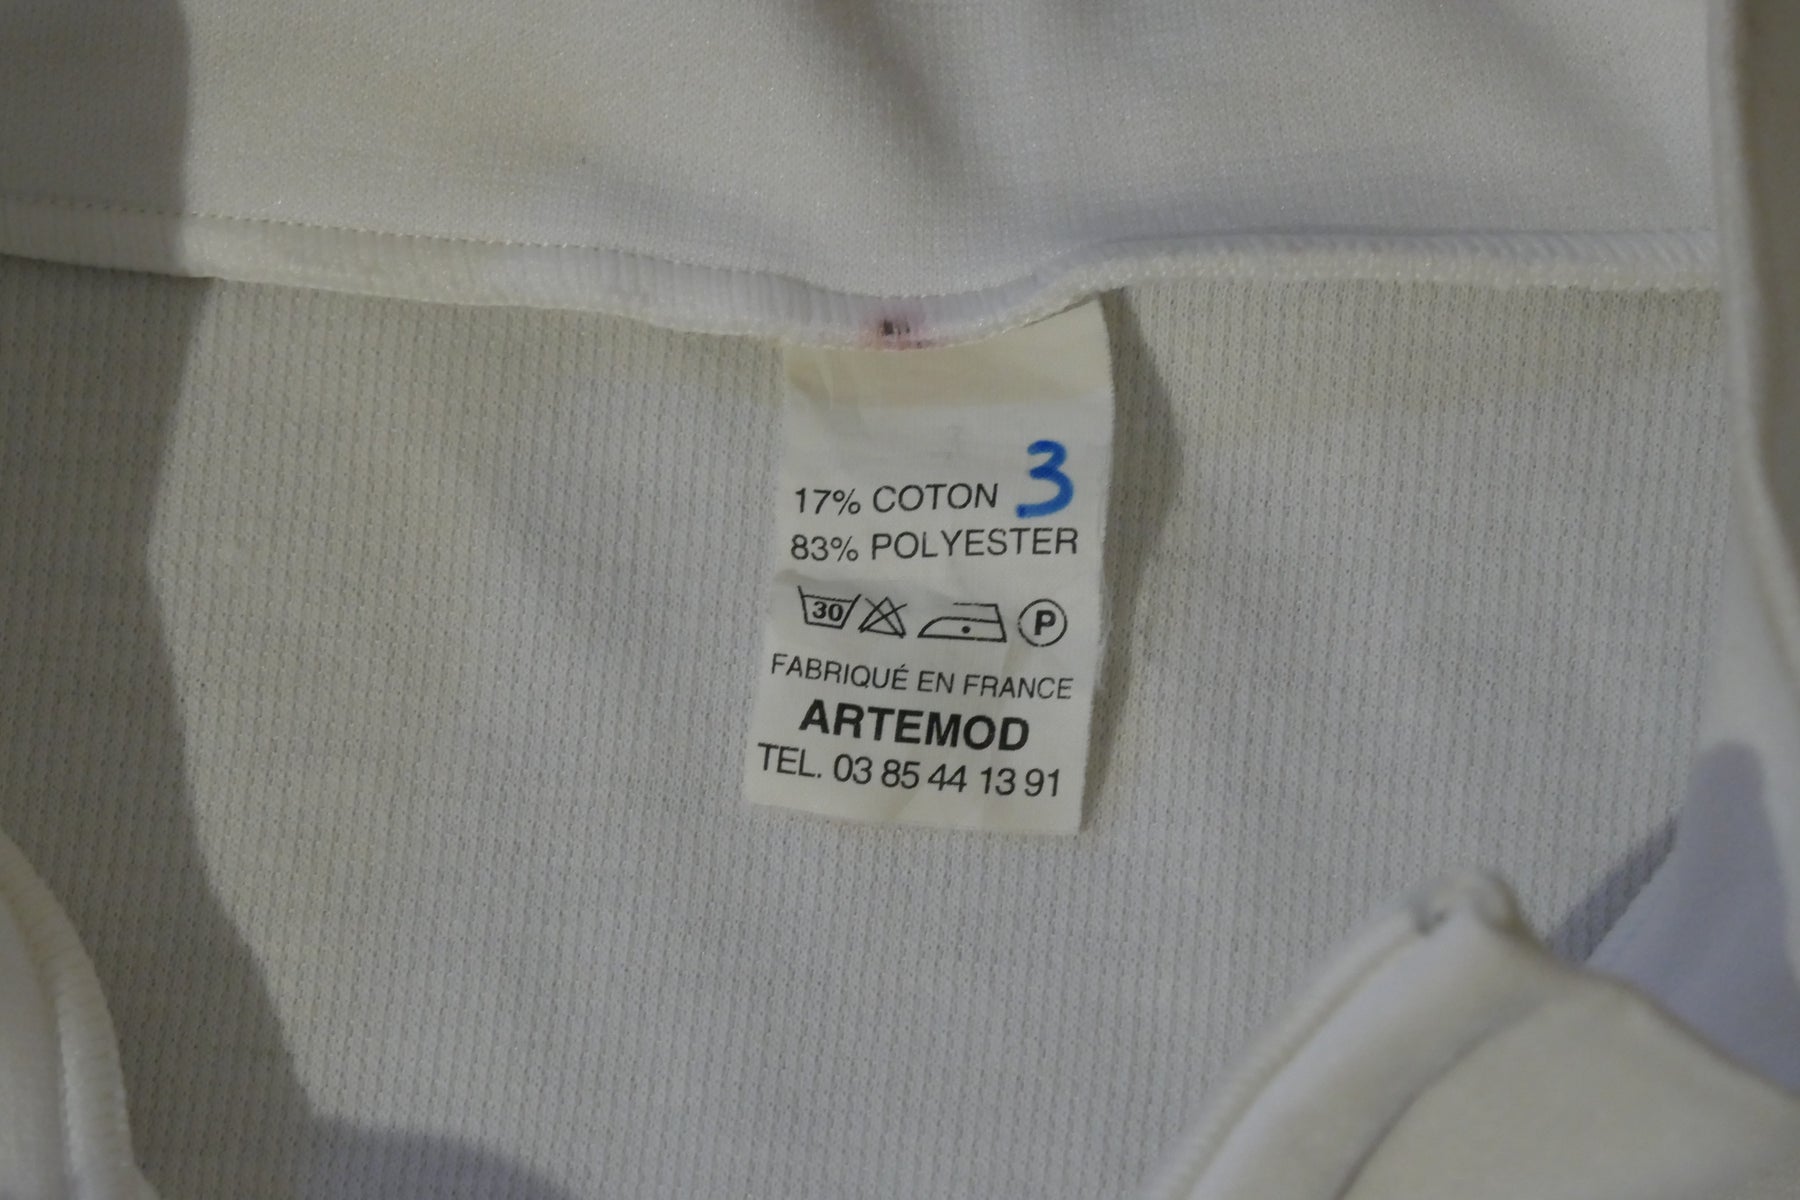 3
17% COTON
83% POLYESTER
30 P
FABRIQUÉ EN FRANCE
ARTEMOD
TEL. 03 85 44 13 91